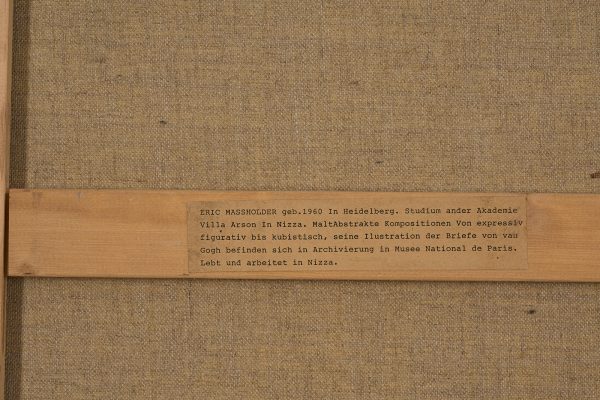 ERIC MASSHOLDER geb.1960 In Heidelberg. Studium ander Akademie
Villa Arson In Nizza. MaltAbstrakte Kompositionen Von expressiv
figurativ bis kubistisch, seine Ilustration der Briefe von vau
Gogh befinden sich in Archivierung in Musee National de Paris.
Lebt und arbeitet in Nizza.